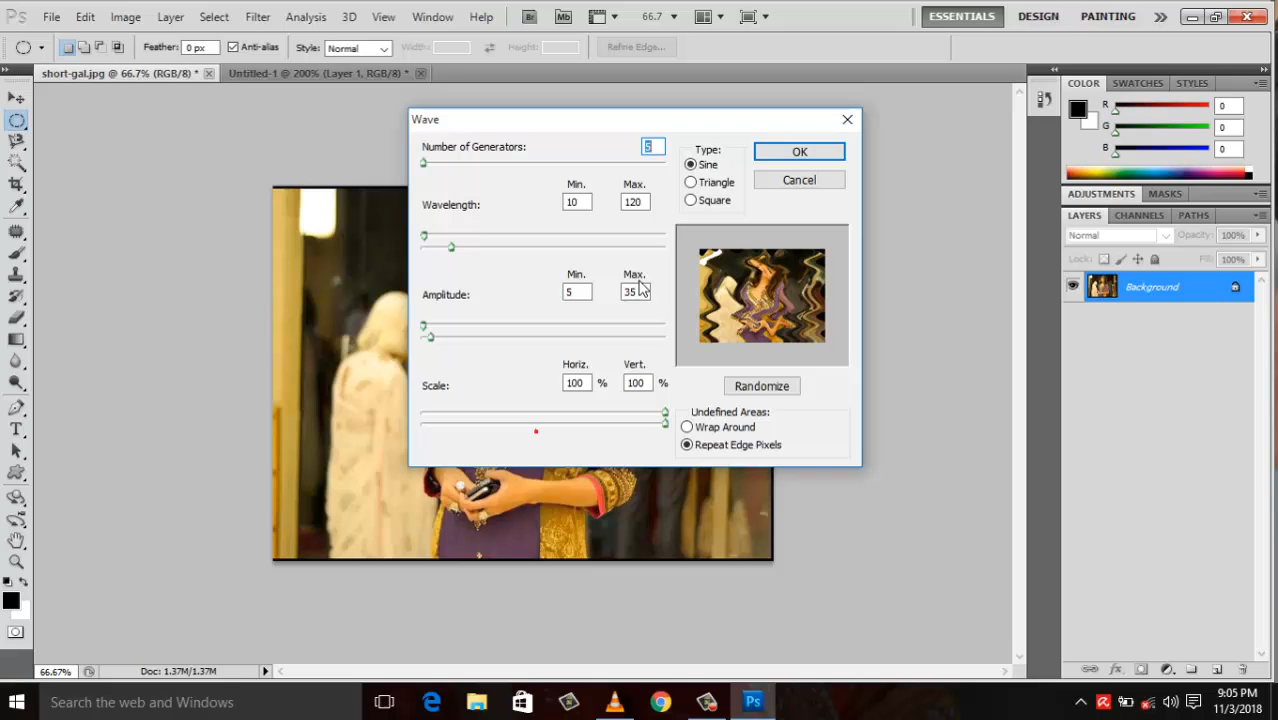 Ps File Edit Image Layer Select Filter Analysis 3D View Window Help Br Mb 66.7 ESSENTIALS DESIGN PAINTING
Feather: 0 px Anti-alias Style: Normal Width: Height: Refine Edge...
short-gal.jpg @ 66.7% (RGB/8) * Untitled-1 @ 200% (Layer 1, RGB/8) *
COLOR SWATCHES STYLES
R 0
G 0
B 0
ADJUSTMENTS MASKS
LAYERS CHANNELS PATHS
Normal Opacity: 100%
Lock: Fill: 100%
Background
Wave
Number of Generators: 5
Min. Max.
Wavelength: 10 120
Min. Max.
Amplitude: 5 35
Horiz. Vert.
Scale: 100 % 100 %
Type:
Sine
Triangle
Square
OK
Cancel
Randomize
Undefined Areas:
Wrap Around
Repeat Edge Pixels
66.67% Doc: 1.37M/1.37M
Search the web and Windows
Ps
9:05 PM
11/3/2018